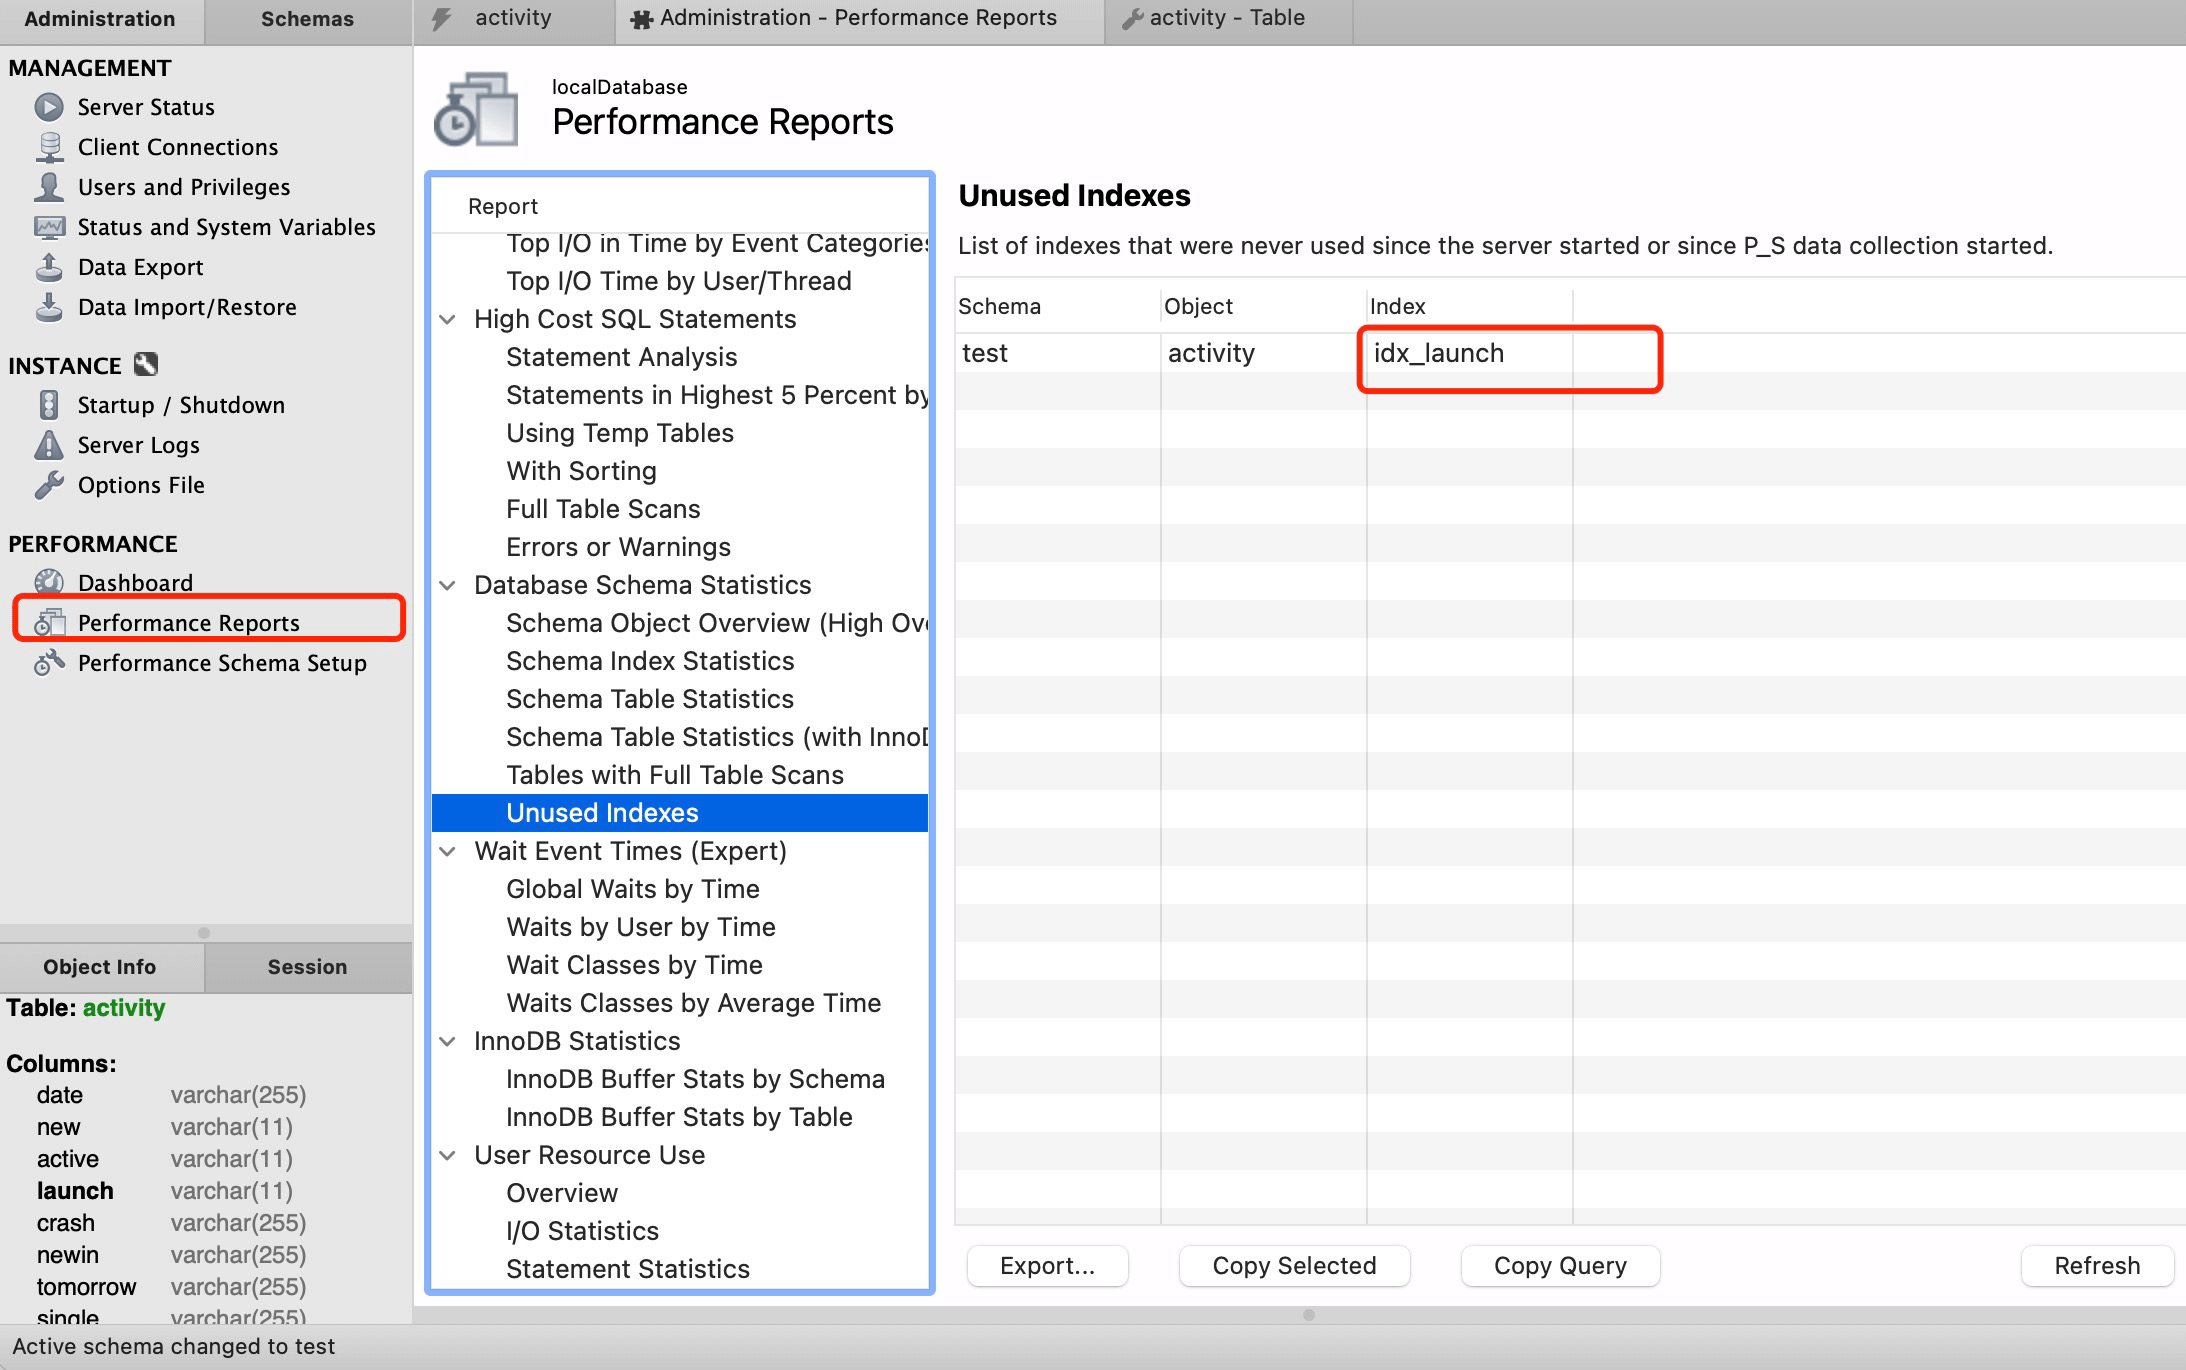 Administration
Schemas
activity
Administration - Performance Reports
activity - Table
MANAGEMENT
Server Status
Client Connections
Users and Privileges
Status and System Variables
Data Export
Data Import/Restore
INSTANCE
Startup / Shutdown
Server Logs
Options File
PERFORMANCE
Dashboard
Performance Reports
Performance Schema Setup
Object Info
Session
Table: activity
Columns:
date varchar(255)
new varchar(11)
active varchar(11)
launch varchar(11)
crash varchar(255)
newin varchar(255)
tomorrow varchar(255)
single varchar(255)
localDatabase
Performance Reports
Report
Top I/O in Time by Event Categories
Top I/O Time by User/Thread
High Cost SQL Statements
Statement Analysis
Statements in Highest 5 Percent by
Using Temp Tables
With Sorting
Full Table Scans
Errors or Warnings
Database Schema Statistics
Schema Object Overview (High Ove
Schema Index Statistics
Schema Table Statistics
Schema Table Statistics (with InnoD
Tables with Full Table Scans
Unused Indexes
Wait Event Times (Expert)
Global Waits by Time
Waits by User by Time
Wait Classes by Time
Waits Classes by Average Time
InnoDB Statistics
InnoDB Buffer Stats by Schema
InnoDB Buffer Stats by Table
User Resource Use
Overview
I/O Statistics
Statement Statistics
Unused Indexes
List of indexes that were never used since the server started or since P_S data collection started.
Schema Object Index
test activity idx_launch
Export...
Copy Selected
Copy Query
Refresh
Active schema changed to test